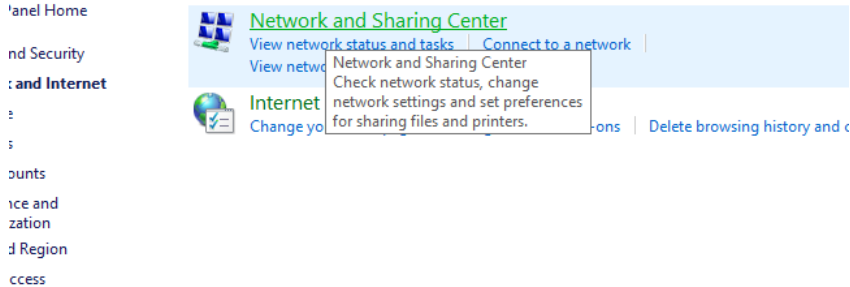 Panel Home
nd Security
and Internet
ounts
nce and
zation
d Region
ccess
Network and Sharing Center
View network status and tasks
Connect to a network
View netwo
Network and Sharing Center
Check network status, change
network settings and set preferences
for sharing files and printers.
Internet
Change yo
-ons
Delete browsing history and c